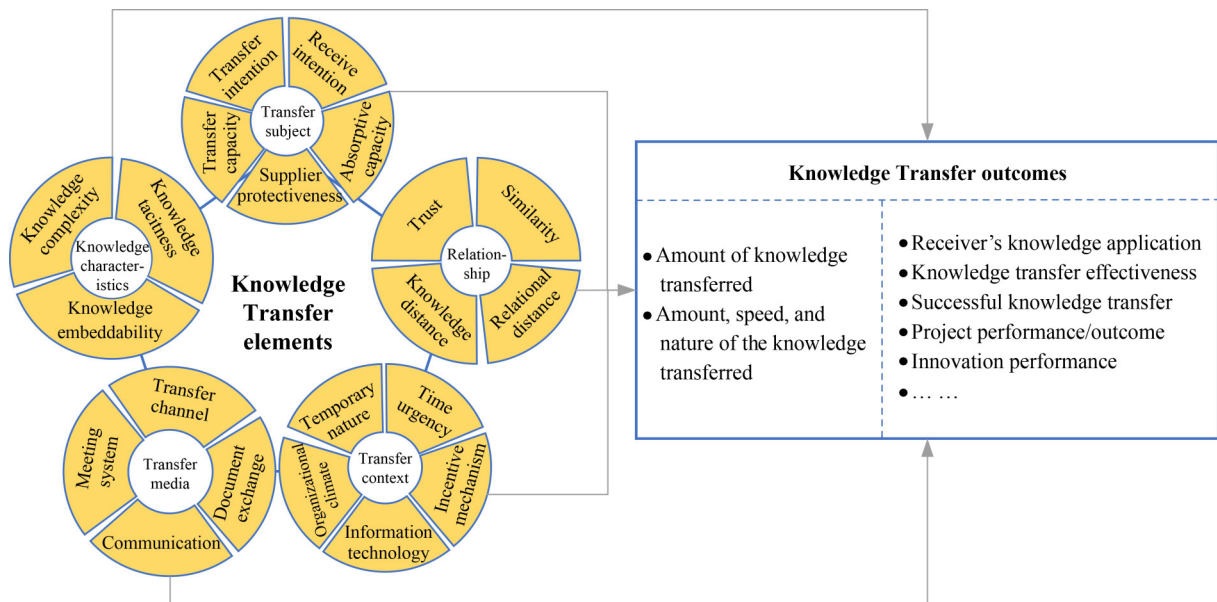 Transfer
intention
Receive
intention
Transfer
capacity
Transfer
subject
Absorptive
capacity
Supplier
protectiveness
Knowledge
complexity
Knowledge
tacitness
Knowledge
character-
istics
Knowledge
embeddability
Trust
Similarity
Relation-
ship
Knowledge
distance
Relational
distance
Knowledge
Transfer
elements
Transfer
channel
Meeting
system
Transfer
media
Document
exchange
Communication
Temporary
nature
Time
urgency
Organizational
climate
Transfer
context
Incentive
mechanism
Information
technology
Knowledge Transfer outcomes
● Amount of knowledge
transferred
● Amount, speed, and
nature of the knowledge
transferred
● Receiver’s knowledge application
● Knowledge transfer effectiveness
● Successful knowledge transfer
● Project performance/outcome
● Innovation performance
● … …